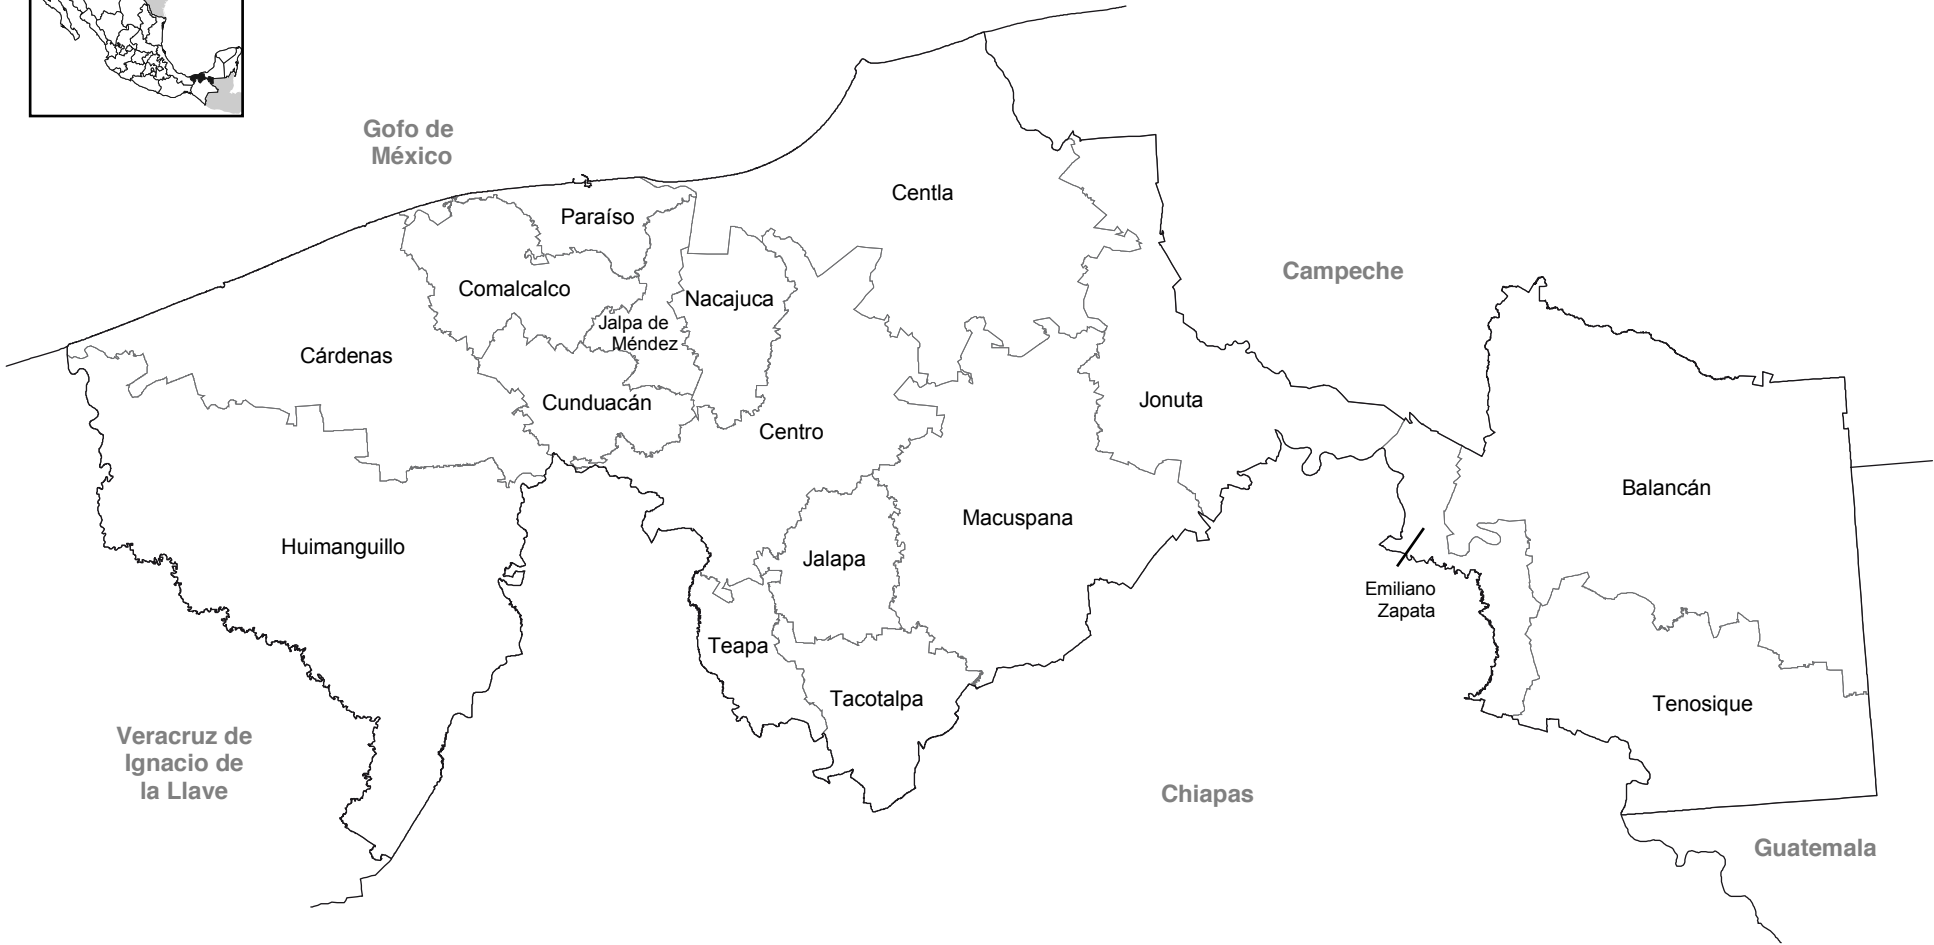 Gofo de
México
Centla
Paraíso
Campeche
Comalcalco
Nacajuca
Jalpa de
Méndez
Cárdenas
Cunduacán
Jonuta
Centro
Balancán
Macuspana
Huimanguillo
Jalapa
Emiliano
Zapata
Teapa
Tacotalpa
Tenosique
Veracruz de
Ignacio de
la Llave
Chiapas
Guatemala